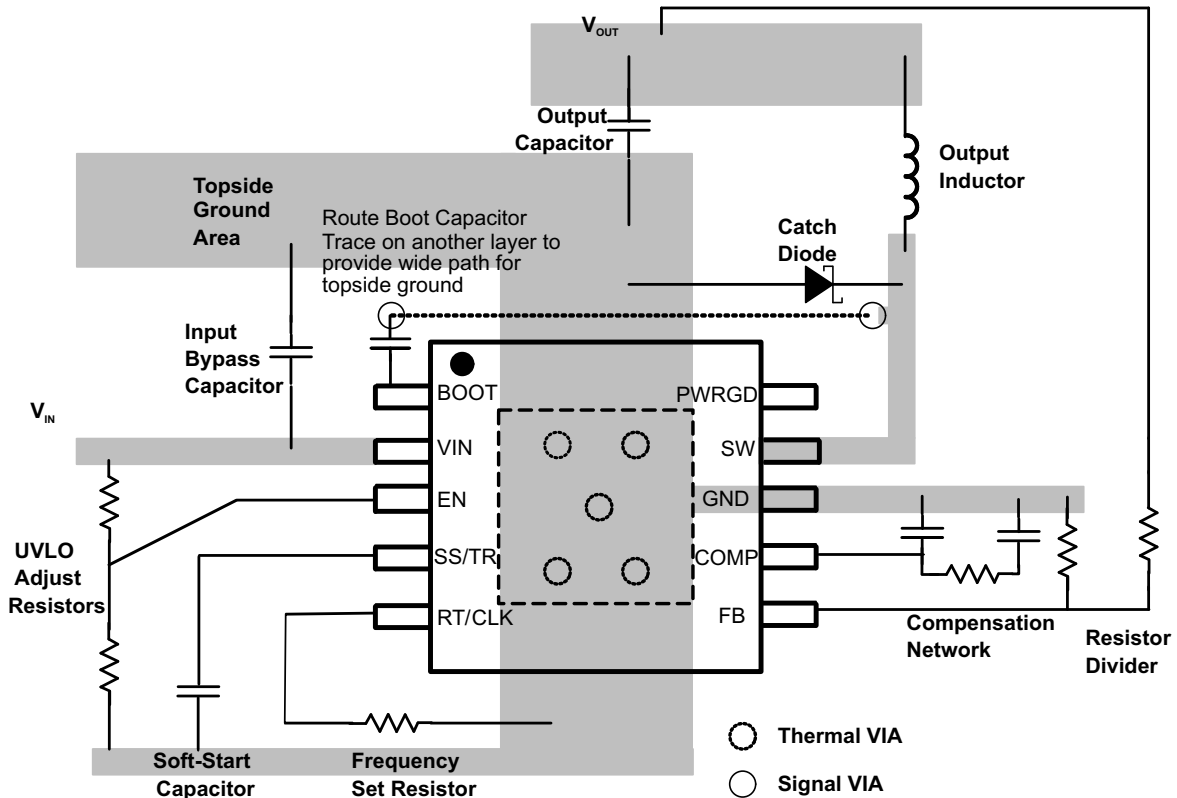 VOUT
Output
Capacitor
Output
Inductor
Topside
Ground
Area
Route Boot Capacitor
Trace on another layer to
provide wide path for
topside ground
Catch
Diode
Input
Bypass
Capacitor
VIN
BOOT
VIN
EN
SS/TR
RT/CLK
PWRGD
SW
GND
COMP
FB
UVLO
Adjust
Resistors
Compensation
Network
Resistor
Divider
Soft-Start
Capacitor
Frequency
Set Resistor
Thermal VIA
Signal VIA